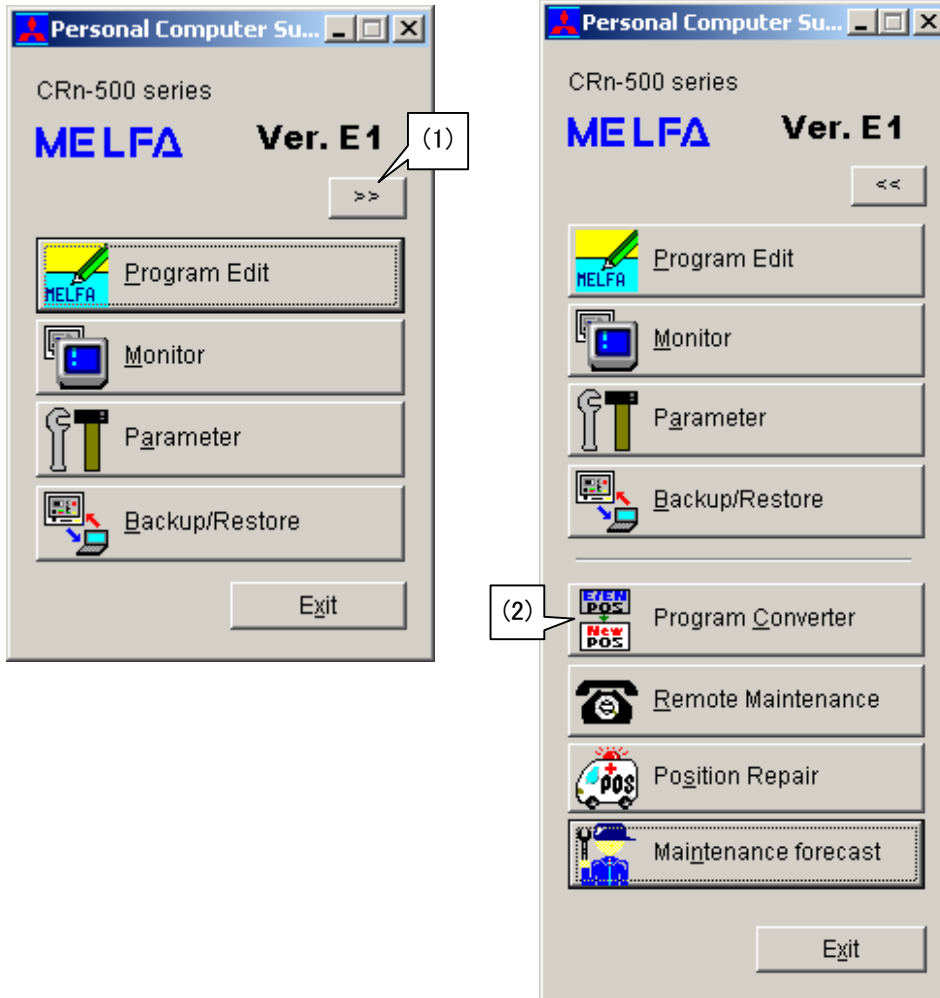 Personal Computer Su...
CRn-500 series
MELFA Ver. E1
(1)
>>
MELFA
Program Edit
Monitor
Parameter
Backup/Restore
Exit
Personal Computer Su...
CRn-500 series
MELFA Ver. E1
<<
MELFA
Program Edit
Monitor
Parameter
Backup/Restore
(2)
E/EN
POS
New
POS
Program Converter
Remote Maintenance
POS
Position Repair
Maintenance forecast
Exit